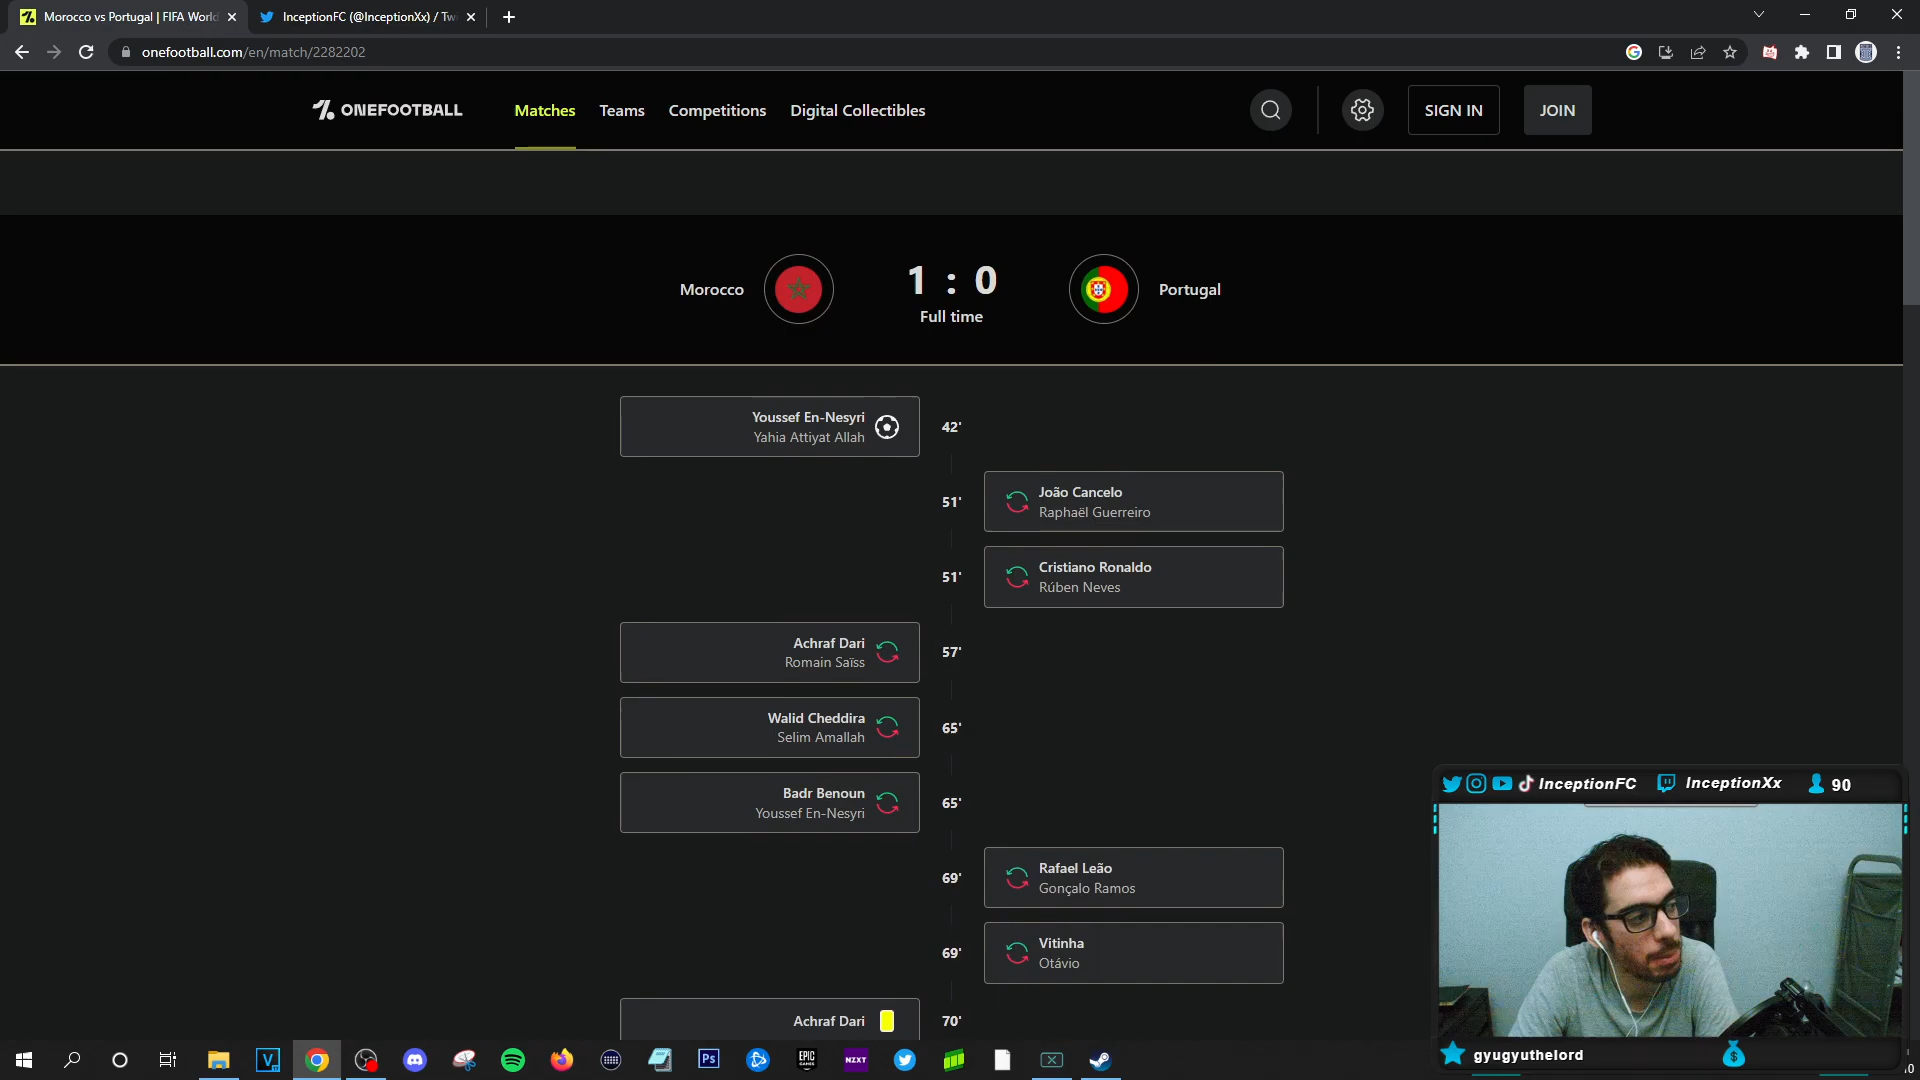 Morocco vs Portugal | FIFA World
InceptionFC (@InceptionXx) / Tw
onefootball.com/en/match/2282202
ONEFOOTBALL
Matches
Teams
Competitions
Digital Collectibles
SIGN IN
JOIN
Morocco
1 : 0
Full time
Portugal
Youssef En-Nesyri
Yahia Attiyat Allah
42'
51'
João Cancelo
Raphaël Guerreiro
51'
Cristiano Ronaldo
Rúben Neves
Achraf Dari
Romain Saïss
57'
Walid Cheddira
Selim Amallah
65'
Badr Benoun
Youssef En-Nesyri
65'
69'
Rafael Leão
Gonçalo Ramos
69'
Vitinha
Otávio
Achraf Dari
70'
InceptionFC
InceptionXx
90
gyugyuthelord
V
Ps
EPIC
GAMES
NZXT